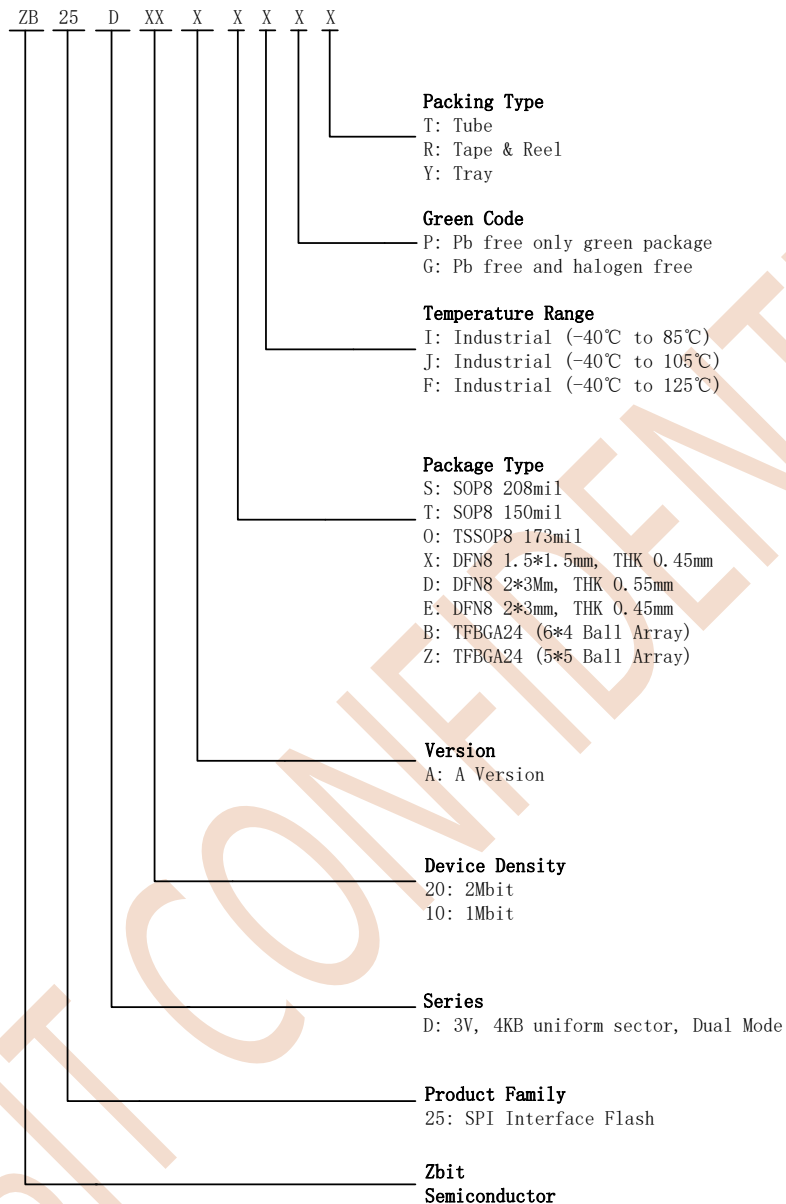 ZB 25 D XX X X X X X
Packing Type
T: Tube
R: Tape & Reel
Y: Tray
Green Code
P: Pb free only green package
G: Pb free and halogen free
Temperature Range
I: Industrial (-40℃ to 85℃)
J: Industrial (-40℃ to 105℃)
F: Industrial (-40℃ to 125℃)
Package Type
S: SOP8 208mil
T: SOP8 150mil
O: TSSOP8 173mil
X: DFN8 1.5*1.5mm, THK 0.45mm
D: DFN8 2*3Mm, THK 0.55mm
E: DFN8 2*3mm, THK 0.45mm
B: TFBGA24 (6*4 Ball Array)
Z: TFBGA24 (5*5 Ball Array)
Version
A: A Version
Device Density
20: 2Mbit
10: 1Mbit
Series
D: 3V, 4KB uniform sector, Dual Mode
Product Family
25: SPI Interface Flash
Zbit
Semiconductor